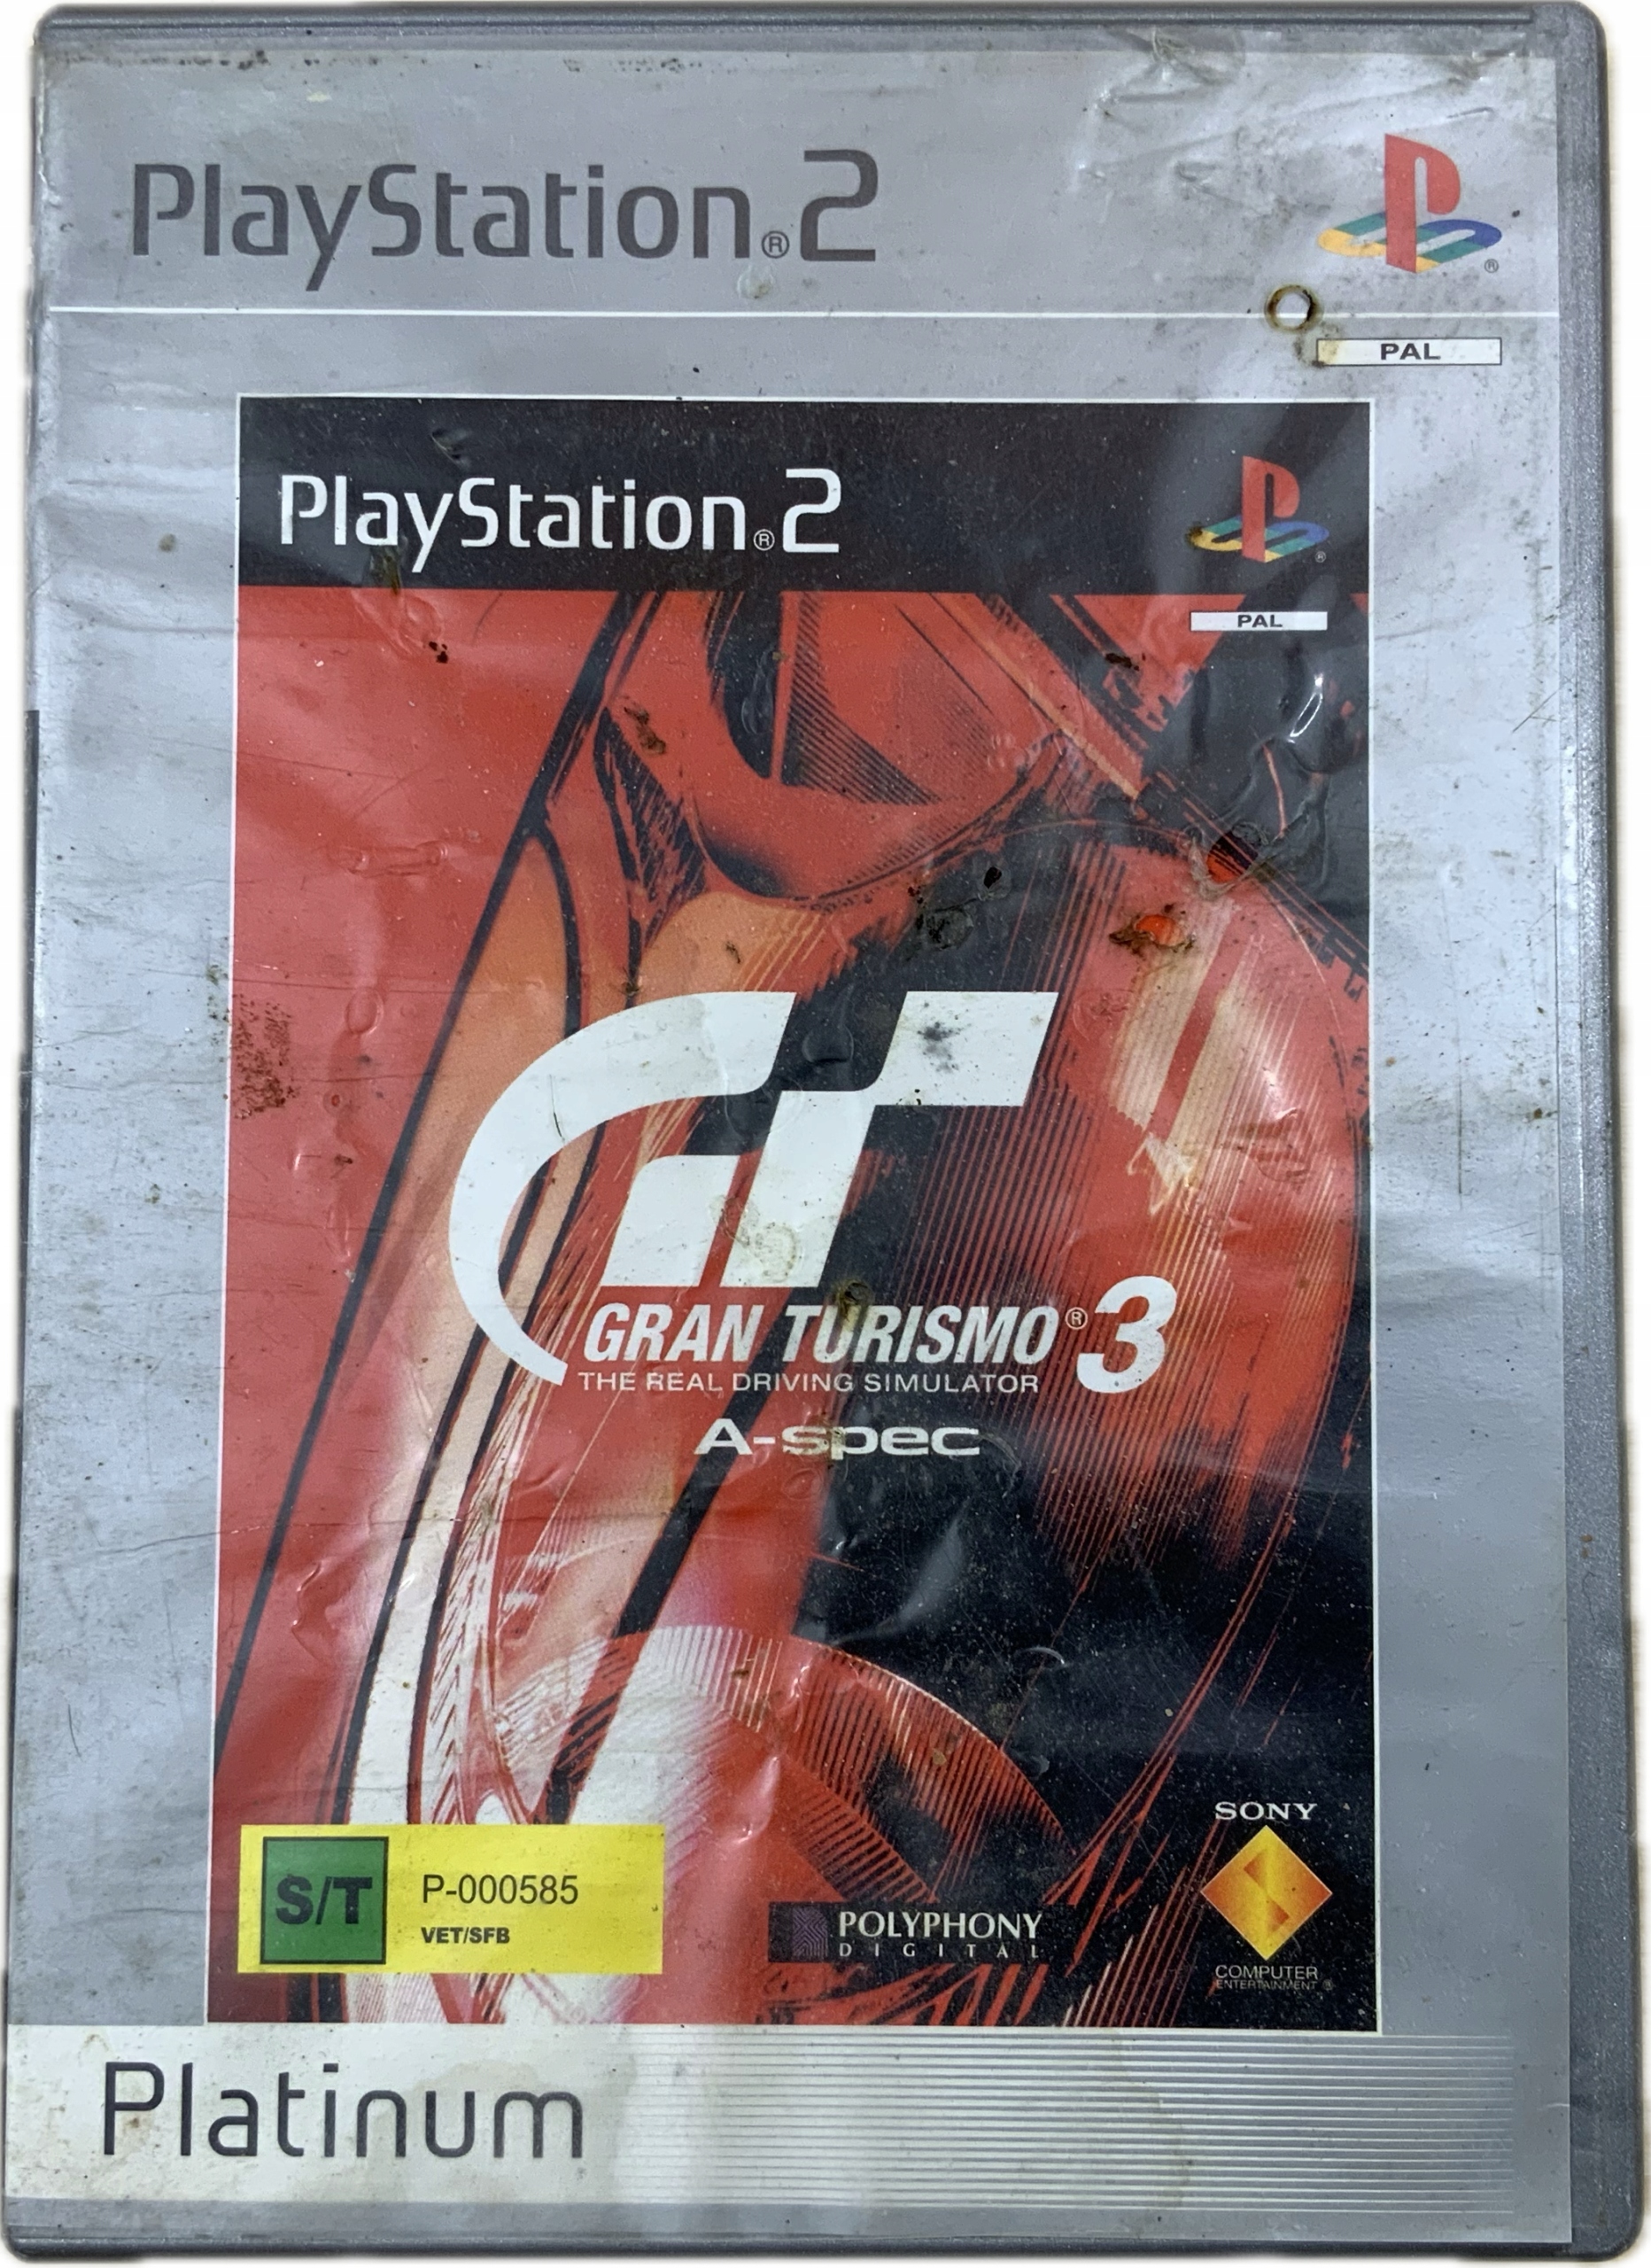 PlayStation®2
PAL
PlayStation®2
PAL
GRAN TURISMO®3
THE REAL DRIVING SIMULATOR
A-spec
S/T
P-000585
VET/SFB
POLYPHONY
DIGITAL
SONY
COMPUTER
ENTERTAINMENT®
Platinum